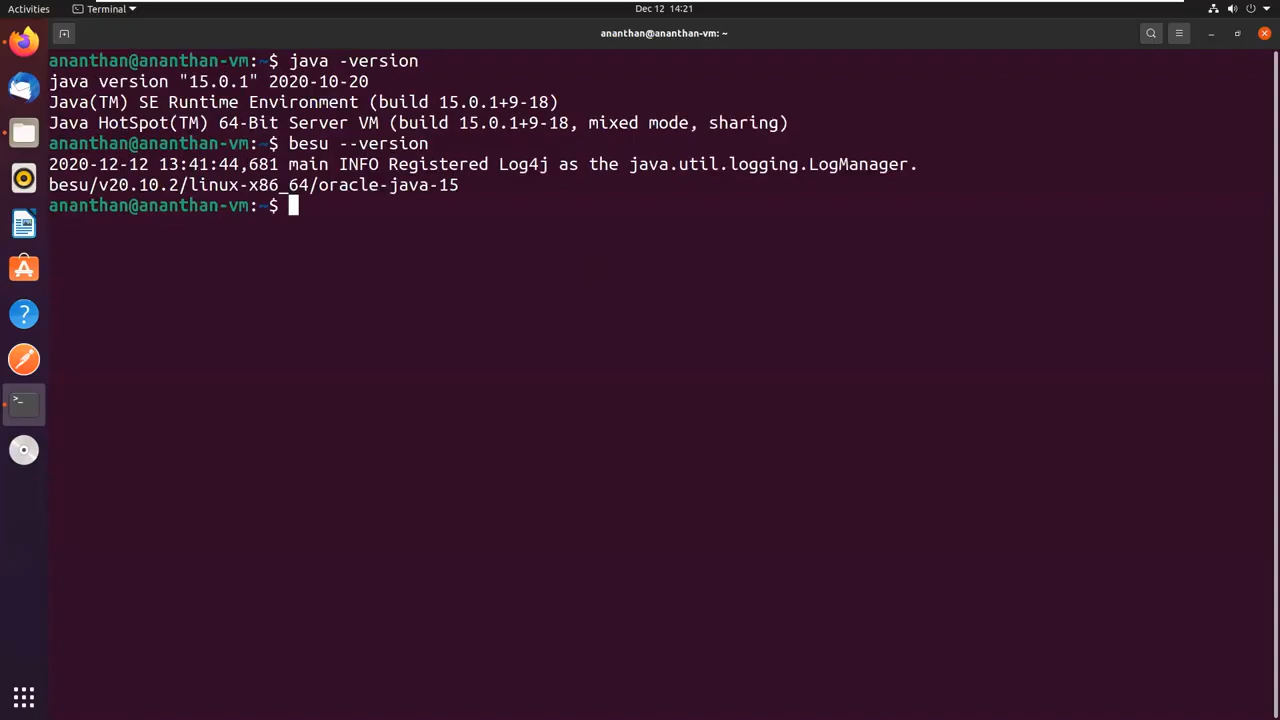 Activities Terminal Dec 12 14:21
ananthan@ananthan-vm: ~
ananthan@ananthan-vm:~$ java -version
java version "15.0.1" 2020-10-20
Java(TM) SE Runtime Environment (build 15.0.1+9-18)
Java HotSpot(TM) 64-Bit Server VM (build 15.0.1+9-18, mixed mode, sharing)
ananthan@ananthan-vm:~$ besu --version
2020-12-12 13:41:44,681 main INFO Registered Log4j as the java.util.logging.LogManager.
besu/v20.10.2/linux-x86_64/oracle-java-15
ananthan@ananthan-vm:~$